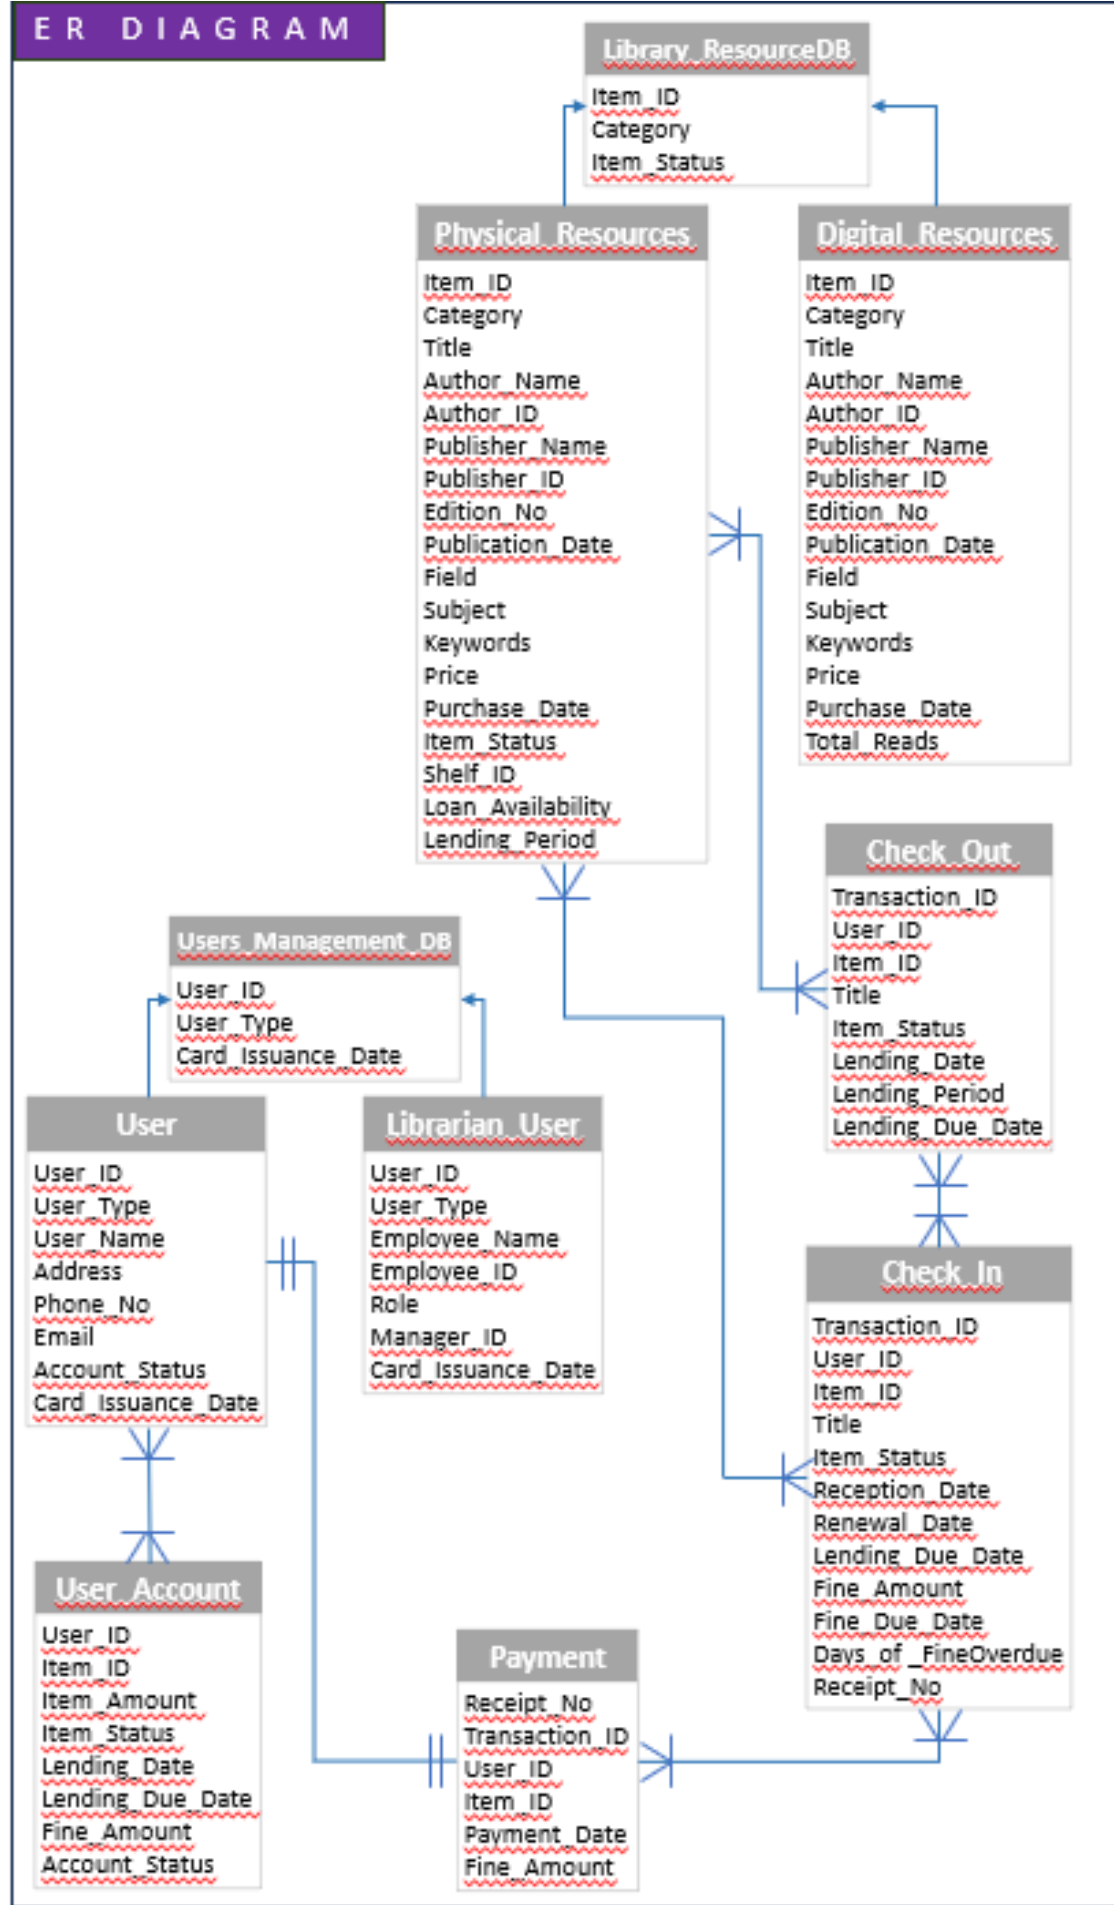 ER DIAGRAM
Library_ResourceDB
Item_ID
Category
Item_Status
Physical_Resources
Item_ID
Category
Title
Author_Name
Author_ID
Publisher_Name
Publisher_ID
Edition_No
Publication_Date
Field
Subject
Keywords
Price
Purchase_Date
Item_Status
Shelf_ID
Loan_Availability
Lending_Period
Digital_Resources
Item_ID
Category
Title
Author_Name
Author_ID
Publisher_Name
Publisher_ID
Edition_No
Publication_Date
Field
Subject
Keywords
Price
Purchase_Date
Total_Reads
Check_Out
Transaction_ID
User_ID
Item_ID
Title
Item_Status
Lending_Date
Lending_Period
Lending_Due_Date
Users_Management_DB
User_ID
User_Type
Card_Issuance_Date
User
User_ID
User_Type
User_Name
Address
Phone_No
Email
Account_Status
Card_Issuance_Date
Librarian_User
User_ID
User_Type
Employee_Name
Employee_ID
Role
Manager_ID
Card_Issuance_Date
Check_In
Transaction_ID
User_ID
Item_ID
Title
Item_Status
Reception_Date
Renewal_Date
Lending_Due_Date
Fine_Amount
Fine_Due_Date
Days_of _FineOverdue
Receipt_No
User_Account
User_ID
Item_ID
Item_Amount
Item_Status
Lending_Date
Lending_Due_Date
Fine_Amount
Account_Status
Payment
Receipt_No
Transaction_ID
User_ID
Item_ID
Payment_Date
Fine_Amount